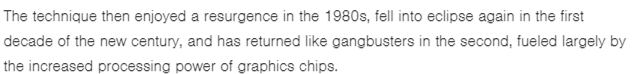 The technique then enjoyed a resurgence in the 1980s, fell into eclipse again in the first
decade of the new century, and has returned like gangbusters in the second, fueled largely by
the increased processing power of graphics chips.